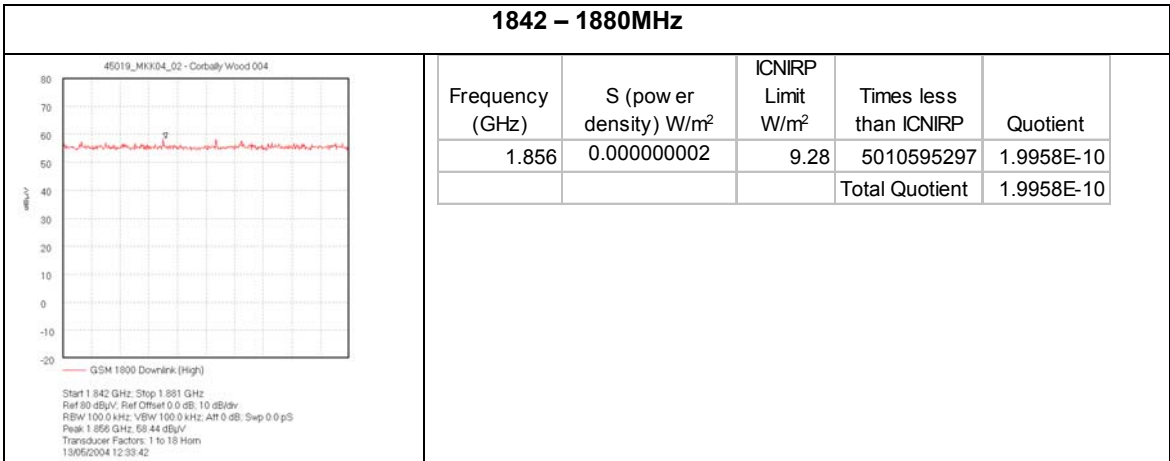 1842 – 1880MHz
45019_MKK04_02 - Corbally Wood 004
80
70
60
50
40
30
20
10
0
-10
-20
dBµV
GSM 1800 Downlink (High)
Start 1.842 GHz; Stop 1.881 GHz
Ref 80 dBµV; Ref Offset 0.0 dB; 10 dB/div
RBW 100.0 kHz; VBW 100.0 kHz; Att 0 dB; Swp 0.0 pS
Peak 1.856 GHz, 58.44 dBµV
Transducer Factors: 1 to 18 Horn
13/05/2004 12:33:42
Frequency (GHz) S (pow er density) W/m² ICNIRP Limit W/m² Times less than ICNIRP Quotient
1.856 0.000000002 9.28 5010595297 1.9958E-10
Total Quotient 1.9958E-10